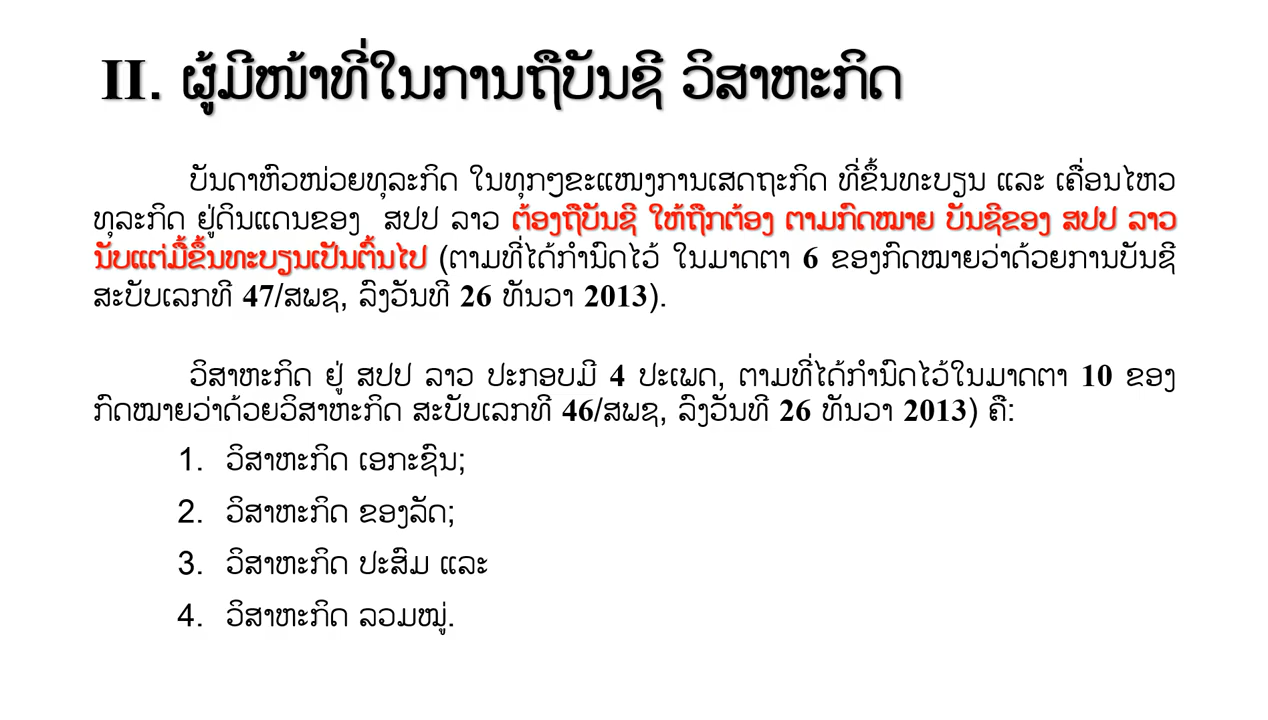 II. ຜູ້ມີໜ້າທີ່ໃນການຖືບັນຊີ ວິສາຫະກິດ
ບັນດາຫົວໜ່ວຍທຸລະກິດ ໃນທຸກໆຂະແໜງການເສດຖະກິດ ທີ່ຂຶ້ນທະບຽນ ແລະ ເຄື່ອນໄຫວ
ທຸລະກິດ ຢູ່ດິນແດນຂອງ ສປປ ລາວ ຕ້ອງຖືບັນຊີ ໃຫ້ຖືກຕ້ອງ ຕາມກົດໝາຍ ບັນຊີຂອງ ສປປ ລາວ
ນັບແຕ່ມື້ຂຶ້ນທະບຽນເປັນຕົ້ນໄປ (ຕາມທີ່ໄດ້ກຳນົດໄວ້ ໃນມາດຕາ 6 ຂອງກົດໝາຍວ່າດ້ວຍການບັນຊີ
ສະບັບເລກທີ 47/ສພຊ, ລົງວັນທີ 26 ທັນວາ 2013).
ວິສາຫະກິດ ຢູ່ ສປປ ລາວ ປະກອບມີ 4 ປະເພດ, ຕາມທີ່ໄດ້ກຳນົດໄວ້ໃນມາດຕາ 10 ຂອງ
ກົດໝາຍວ່າດ້ວຍວິສາຫະກິດ ສະບັບເລກທີ 46/ສພຊ, ລົງວັນທີ 26 ທັນວາ 2013) ຄື:
1. ວິສາຫະກິດ ເອກະຊົນ;
2. ວິສາຫະກິດ ຂອງລັດ;
3. ວິສາຫະກິດ ປະສົມ ແລະ
4. ວິສາຫະກິດ ລວມໝູ່.